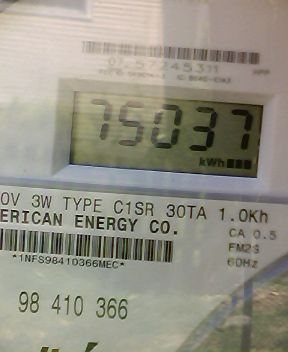 07257245311
75037
kWh
0V 3W TYPE C1SR 30TA 1.0Kh
ERICAN ENERGY CO.
CA 0.5
FM2S
60Hz
*1NFS98410366MEC*
98 410 366